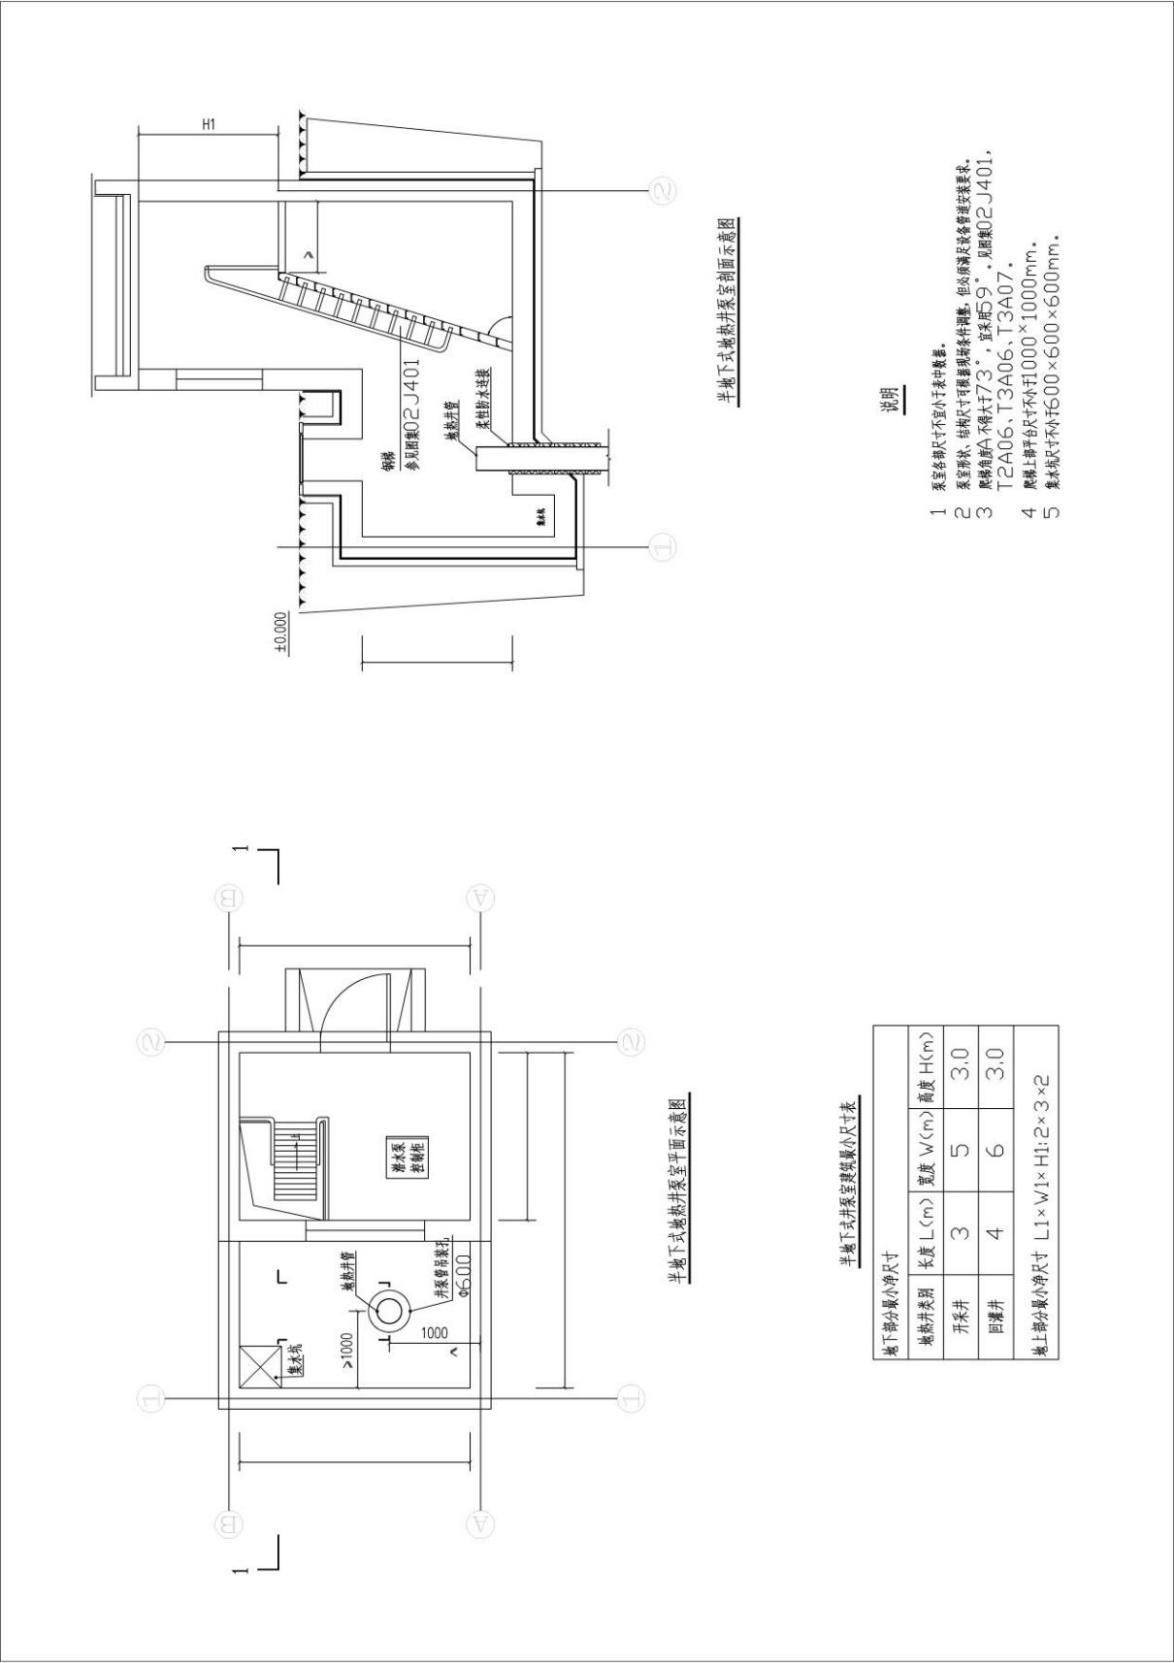 1
1
B
B
A
A
1
1
2
2
集水坑
≥1000
1000
地热井管
井泵管吊装孔
Φ600
潜水泵
控制柜
上
半地下式地热井泵室平面示意图
±0.000
H1
钢梯
参见图集02J401
地热井管
柔性防水连接
集水坑
A
1
2
半地下式地热井泵室剖面示意图
半地下式井泵室建筑最小尺寸表
地下部分最小净尺寸
地热井类别 长度 L(m) 宽度 W(m) 高度 H(m)
开采井 3 5 3.0
回灌井 4 6 3.0
地上部分最小净尺寸 L1×W1×H1:2×3×2
说明
1 泵室各部尺寸不宜小于表中数据。
2 泵室形状、结构尺寸可根据现场条件调整，但必须满足设备管道安装要求。
3 爬梯角度A不得大于73°，宜采用59°。见图集02J401，
T2A06、T3A06、T3A07。
4 爬梯上部平台尺寸不小于1000×1000mm。
5 集水坑尺寸不小于600×600×600mm。